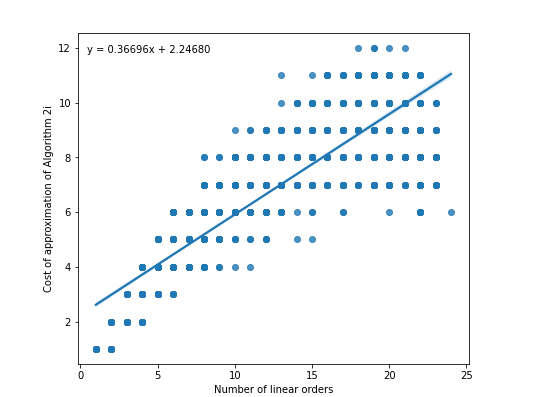 y = 0.36696x + 2.24680
12
10
8
6
4
2
Cost of approximation of Algorithm 2i
0 5 10 15 20 25
Number of linear orders